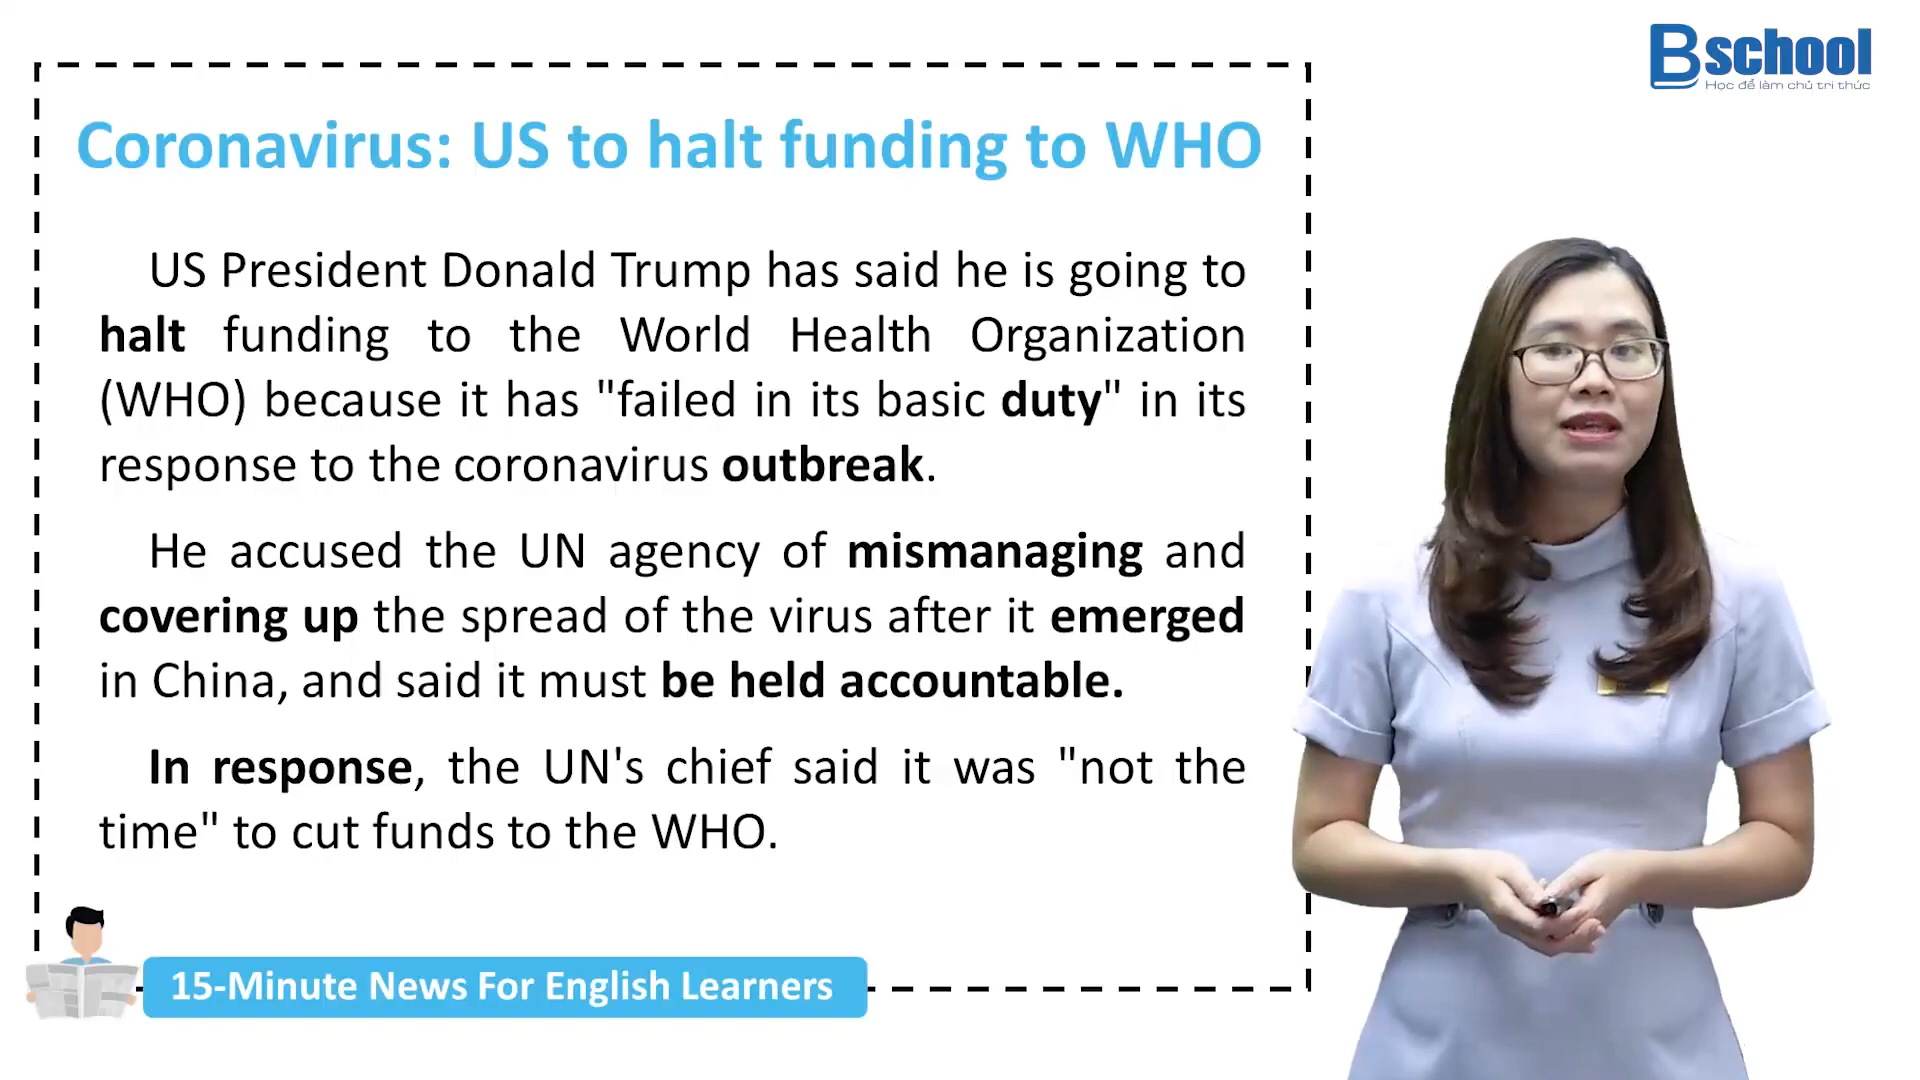 Bschool
Học để làm chủ tri thức
Coronavirus: US to halt funding to WHO
US President Donald Trump has said he is going to
halt funding to the World Health Organization
(WHO) because it has "failed in its basic duty" in its
response to the coronavirus outbreak.
He accused the UN agency of mismanaging and
covering up the spread of the virus after it emerged
in China, and said it must be held accountable.
In response, the UN's chief said it was "not the
time" to cut funds to the WHO.
15-Minute News For English Learners